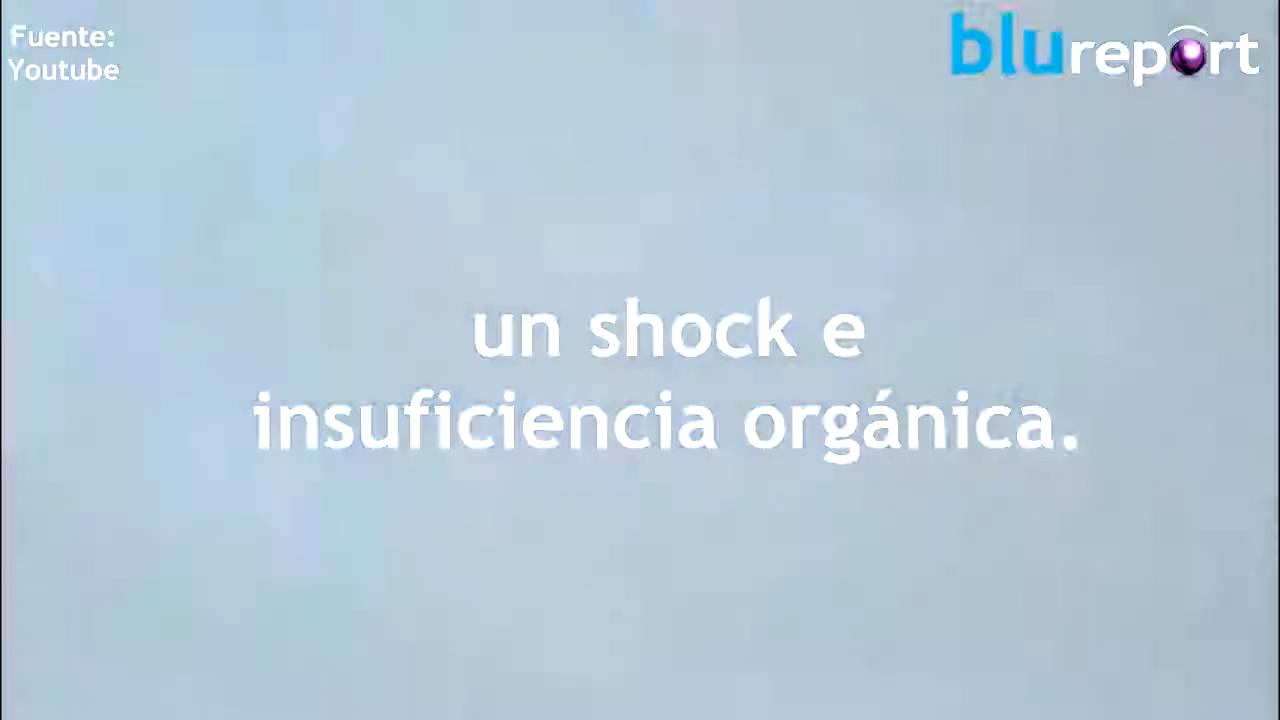 Fuente:
Youtube
blureport
un shock e
insuficiencia orgánica.